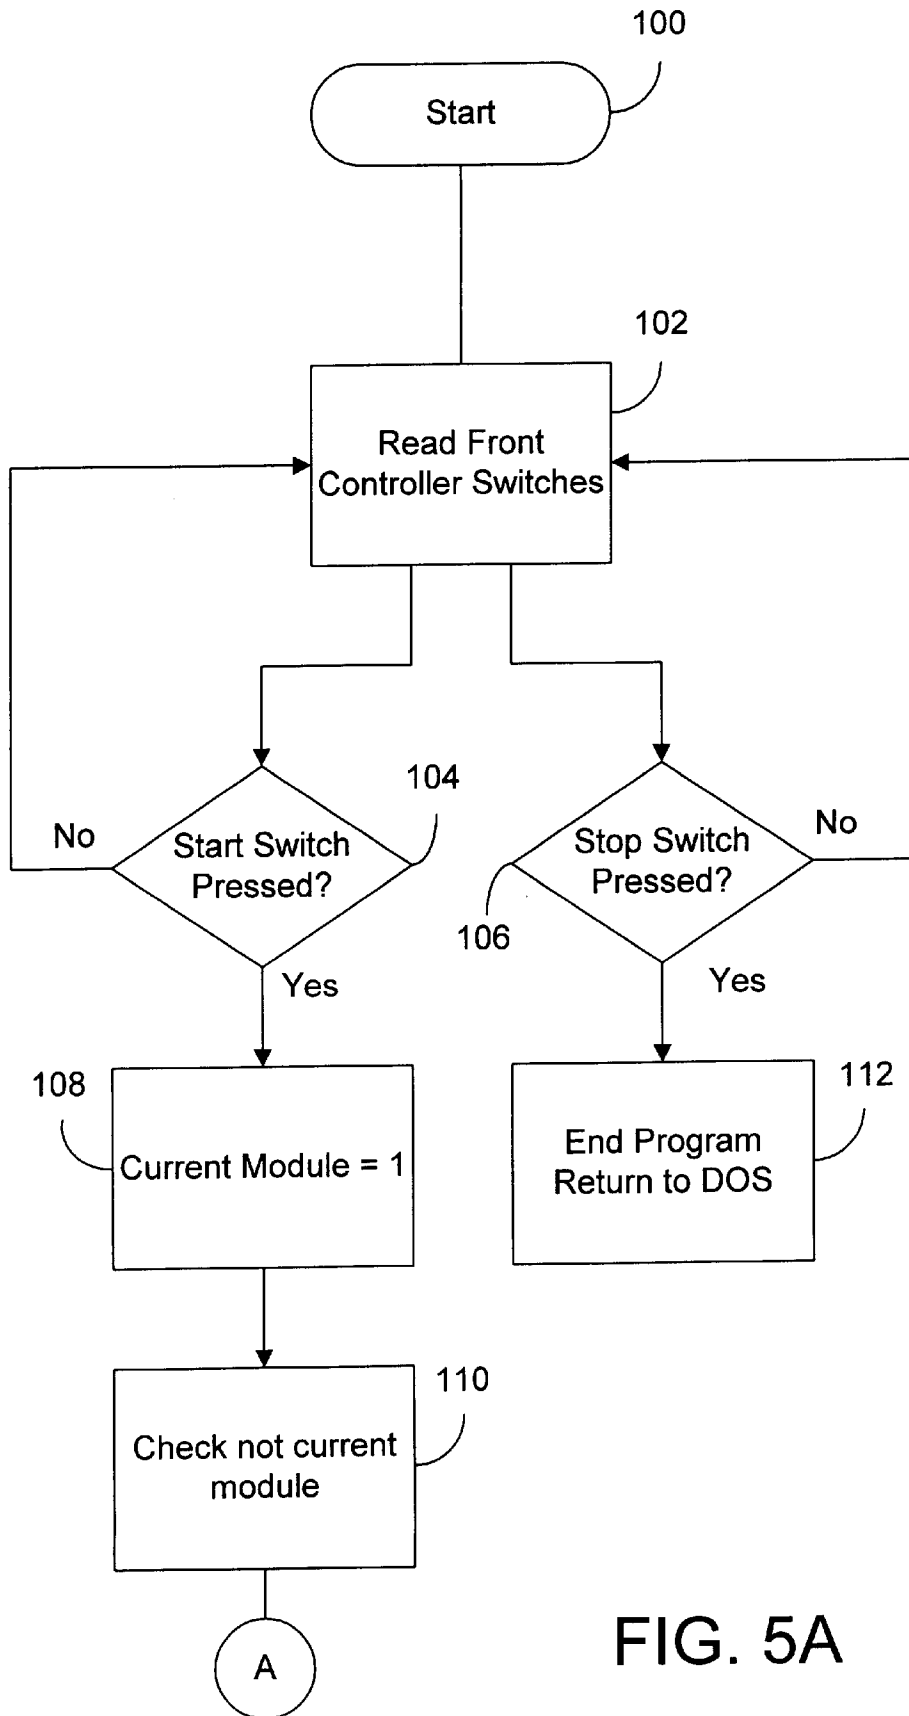 100
Start
102
Read Front
Controller Switches
104
No
Start Switch
Pressed?
Stop Switch
Pressed?
No
106
Yes
Yes
108
Current Module = 1
112
End Program
Return to DOS
110
Check not current
module
A
FIG. 5A